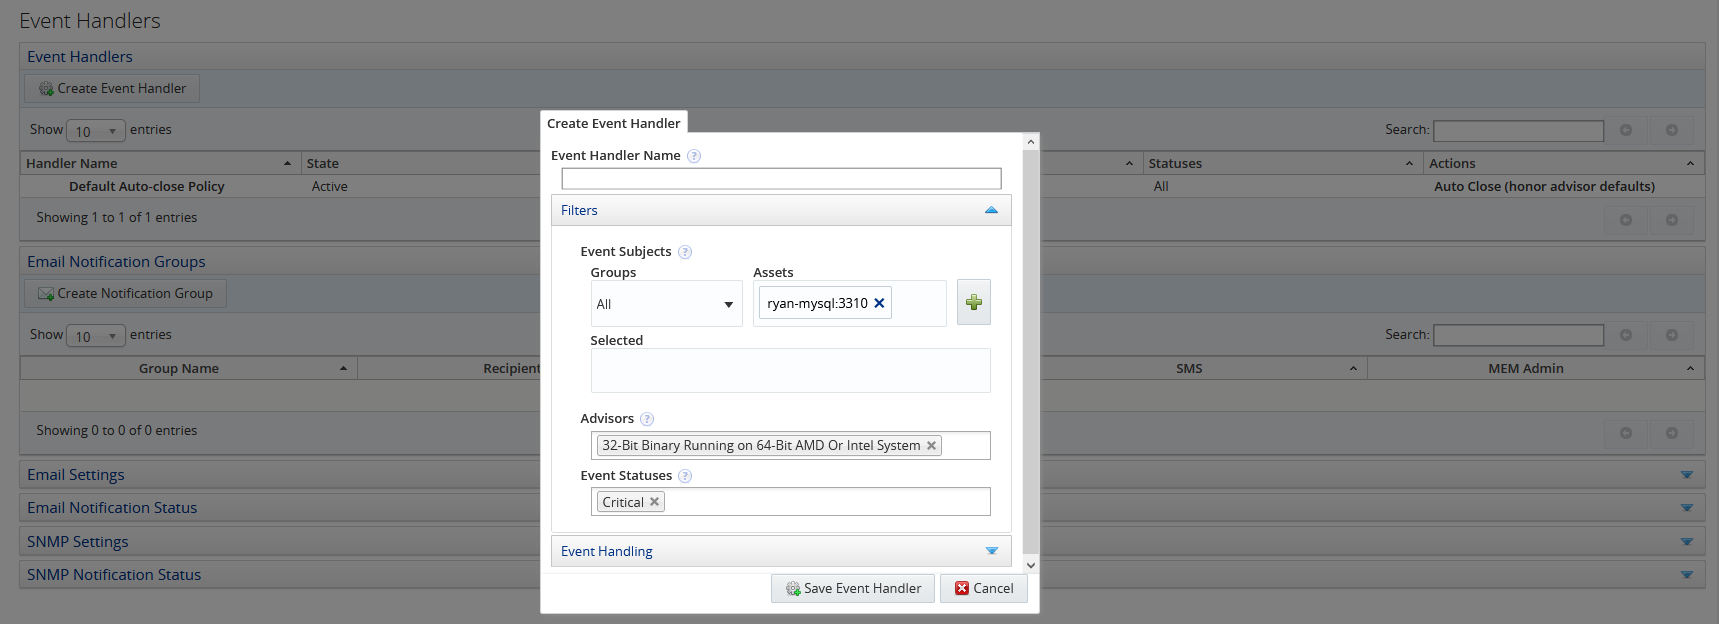 Event Handlers
Event Handlers
Create Event Handler
Show 10 entries
Search:
Handler Name State Statuses Actions
Default Auto-close Policy Active All Auto Close (honor advisor defaults)
Showing 1 to 1 of 1 entries
Email Notification Groups
Create Notification Group
Show 10 entries
Search:
Group Name Recipient SMS MEM Admin
Showing 0 to 0 of 0 entries
Email Settings
Email Notification Status
SNMP Settings
SNMP Notification Status
Create Event Handler
Event Handler Name ?
Filters
Event Subjects ?
Groups Assets
All ryan-mysql:3310
Selected
Advisors ?
32-Bit Binary Running on 64-Bit AMD Or Intel System
Event Statuses ?
Critical
Event Handling
Save Event Handler Cancel